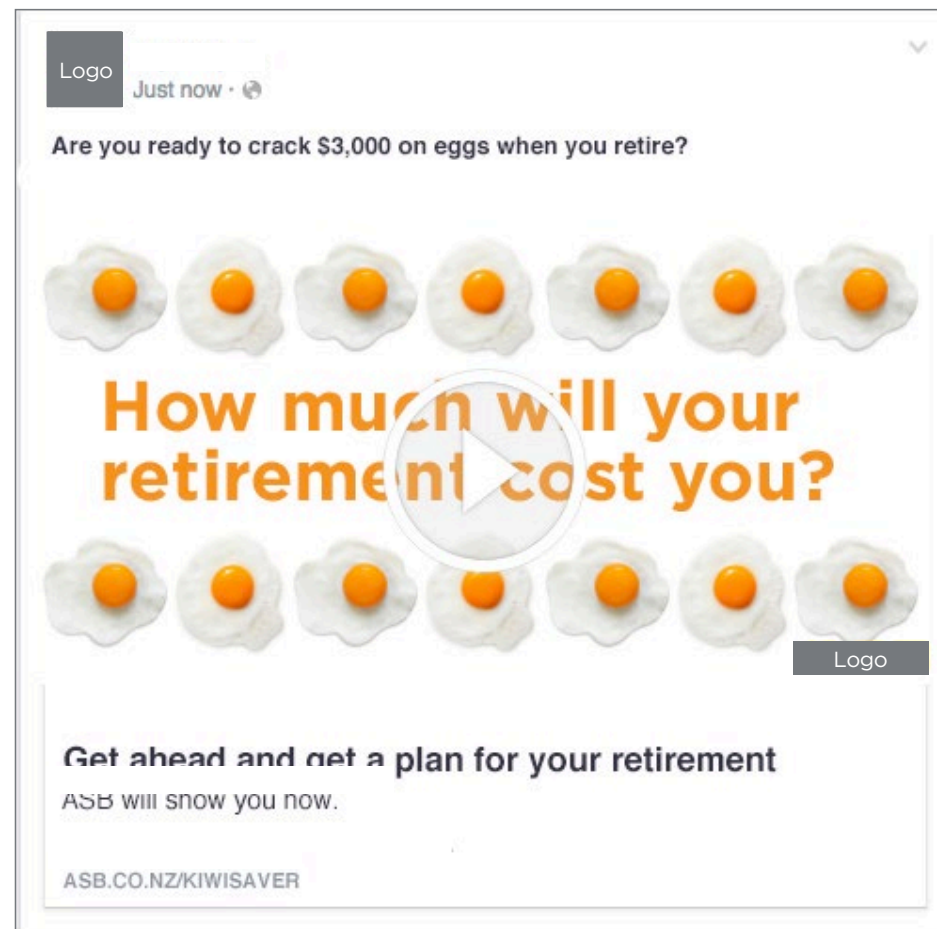 Logo
Just now ·
Are you ready to crack $3,000 on eggs when you retire?
How much will your
retirement cost you?
Logo
Get ahead and get a plan for your retirement
ASB will show you how.
ASB.CO.NZ/KIWISAVER